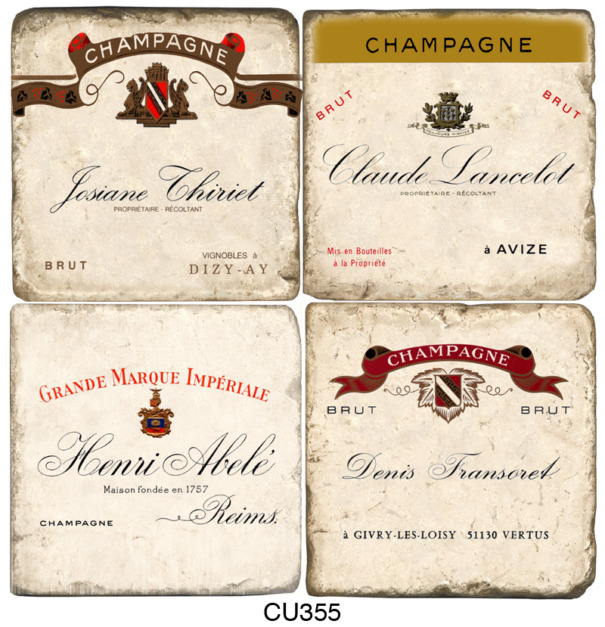 CHAMPAGNE
Josiane Thiriet
PROPRIÉTAIRE - RÉCOLTANT
BRUT
VIGNOBLES à
DIZY-AY
CHAMPAGNE
BRUT
BRUT
Claude Lancelot
PROPRIÉTAIRE - RÉCOLTANT
Mis en Bouteilles
à la Propriété
à AVIZE
GRANDE MARQUE IMPÉRIALE
Henri Abelé
Maison fondée en 1757
CHAMPAGNE
Reims.
CHAMPAGNE
BRUT
BRUT
Denis Transoret
à GIVRY-LES-LOISY 51130 VERTUS
CU355